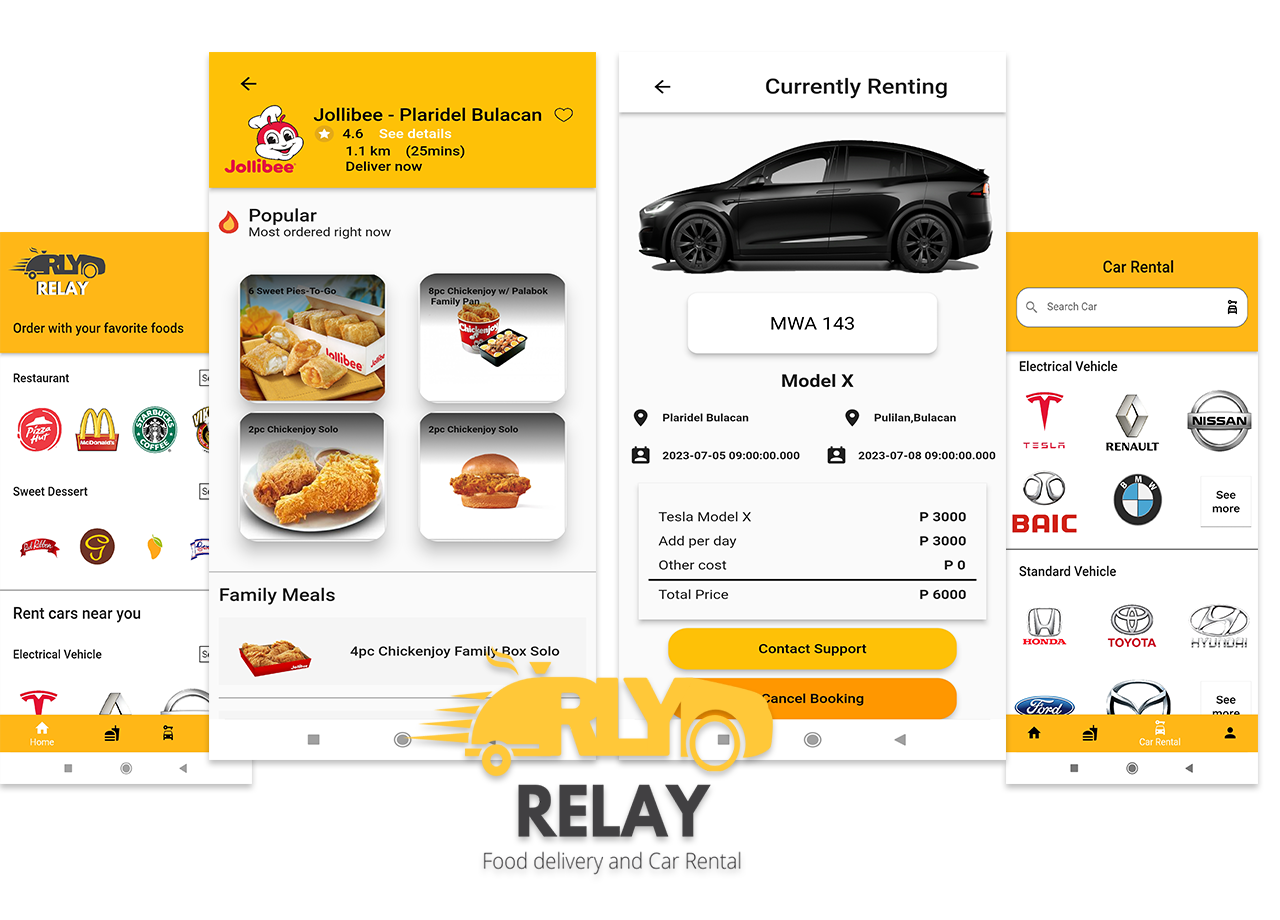 RLY
RELAY
Order with your favorite foods
Restaurant
Pizza Hut
McDonald's
STARBUCKS COFFEE
Sweet Dessert
Red Ribbon
Rent cars near you
Electrical Vehicle
Home
Jollibee - Plaridel Bulacan
4.6 See details
1.1 km (25mins)
Deliver now
Jollibee
Popular
Most ordered right now
6 Sweet Pies-To-Go
Jollibee
8pc Chickenjoy w/ Palabok
Family Pan
Chickenjoy
2pc Chickenjoy Solo
2pc Chickenjoy Solo
Family Meals
4pc Chickenjoy Family Box Solo
Currently Renting
MWA 143
Model X
Plaridel Bulacan
Pulilan,Bulacan
2023-07-05 09:00:00.000
2023-07-08 09:00:00.000
Tesla Model X P 3000
Add per day P 3000
Other cost P 0
Total Price P 6000
Contact Support
Cancel Booking
Car Rental
Search Car
Electrical Vehicle
TESLA
RENAULT
NISSAN
BAIC
BMW
See
more
Standard Vehicle
HONDA
TOYOTA
HYUNDAI
Ford
See
more
Car Rental
RLY
RELAY
Food delivery and Car Rental